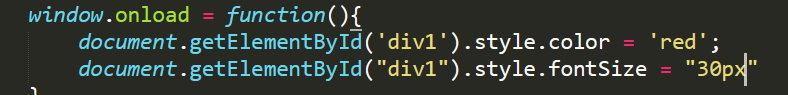 window.onload = function(){
document.getElementById('div1').style.color = 'red';
document.getElementById("div1").style.fontSize = "30px"
}